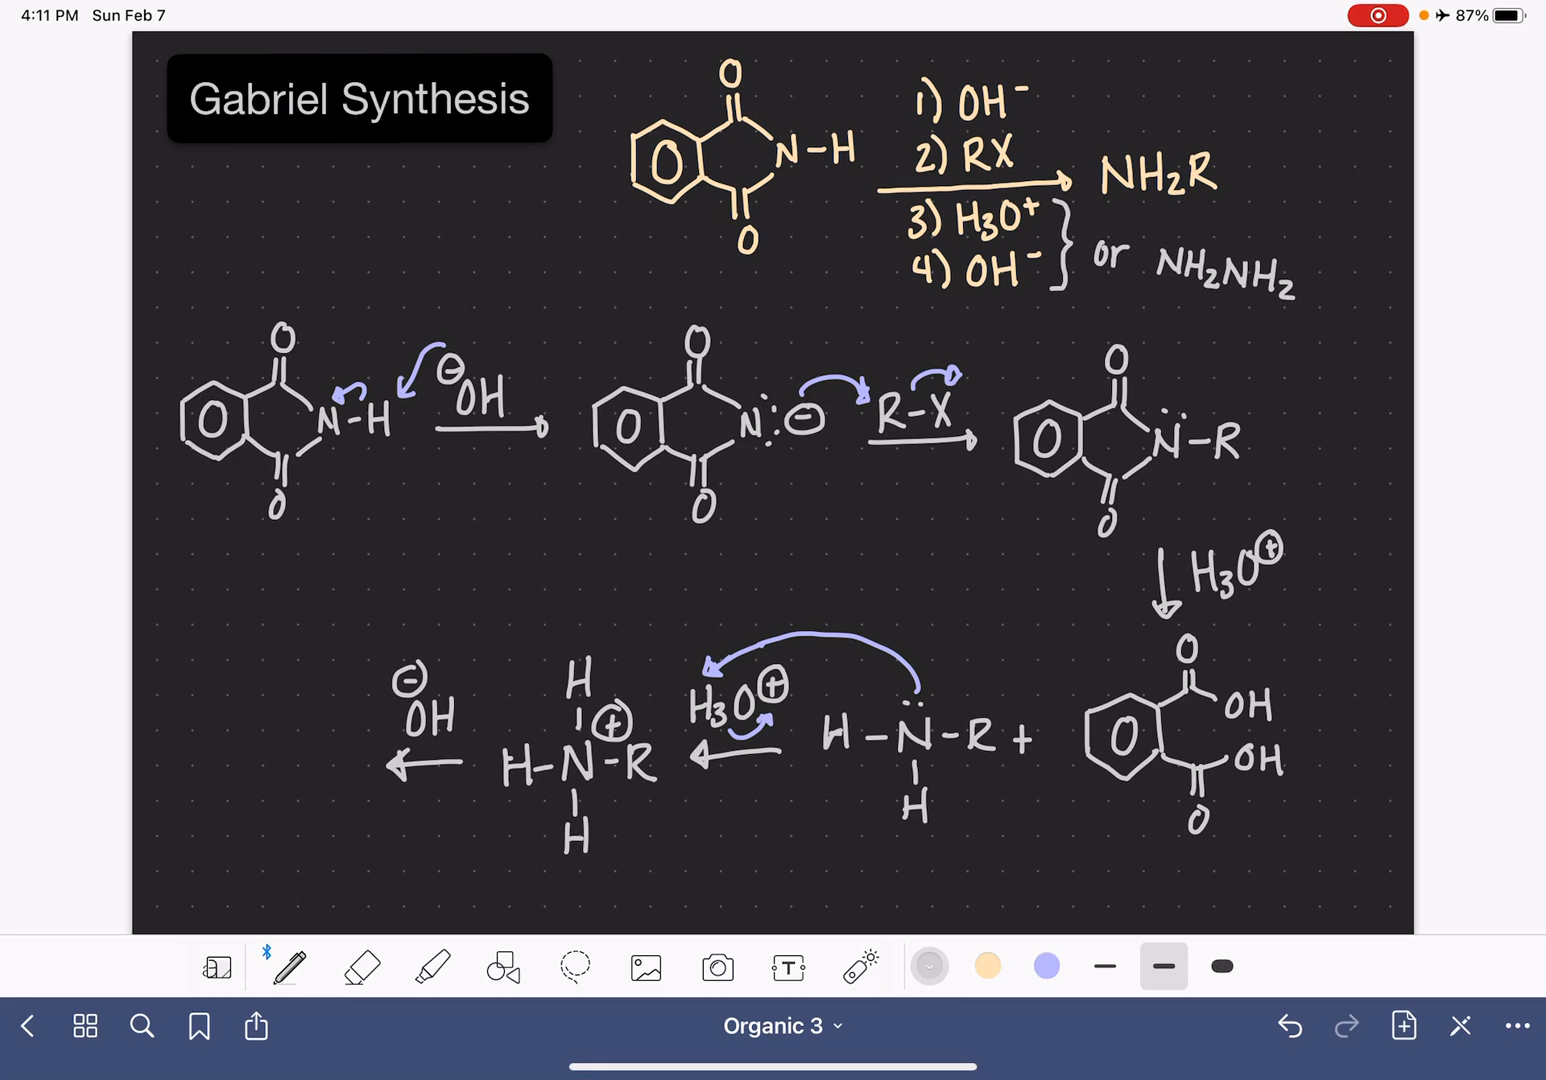 4:11 PM Sun Feb 7
87%
Gabriel Synthesis
O
N-H
O
1) OH⁻
2) RX
3) H₃O⁺
4) OH⁻
NH₂R
or NH₂NH₂
O
N-H
O
⊖
OH
O
N: ⊖
O
R-X
O
N-R
O
H₃O⊕
O
OH
OH
O
H-N-R +
H
H₃O⊕
H
⊕
H-N-R
H
⊖
OH
T
Organic 3